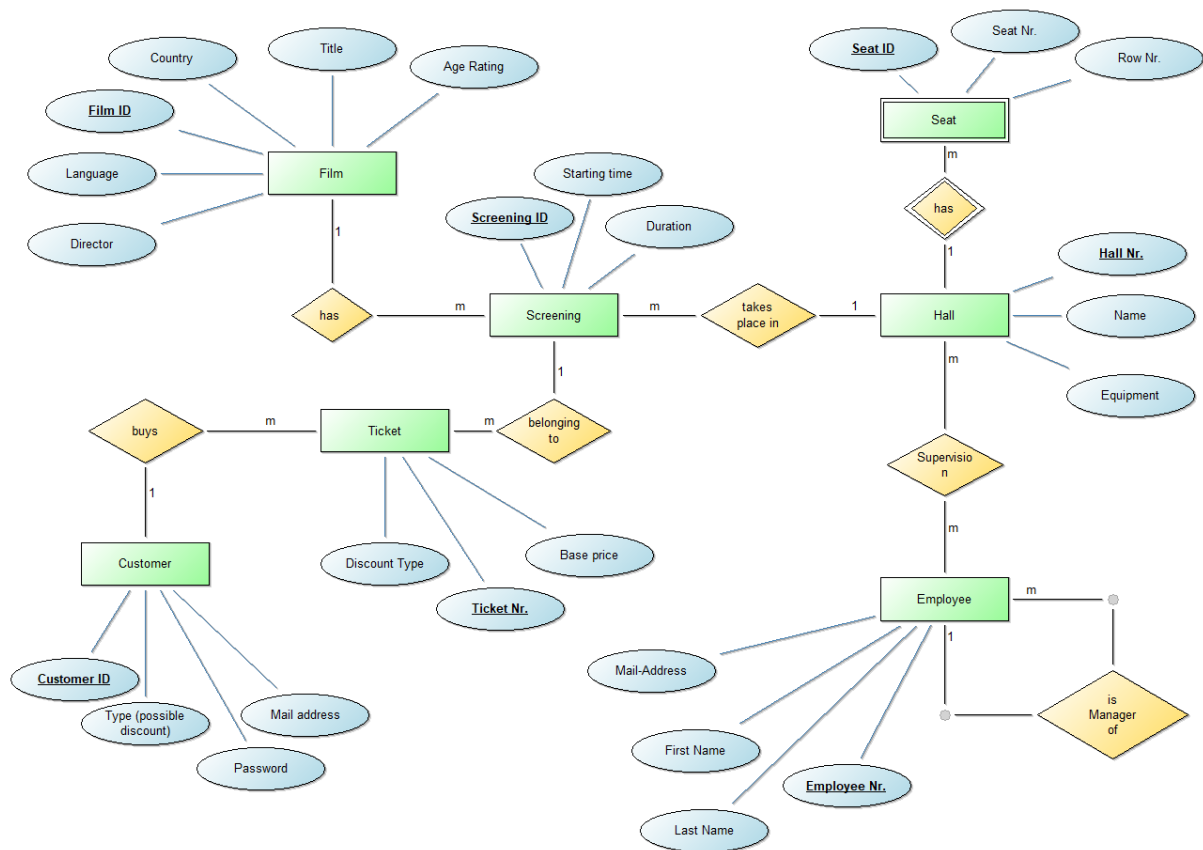 Title
Seat Nr.
Country
Seat ID
Row Nr.
Age Rating
Film ID
Seat
Film
m
Language
Starting time
has
Screening ID
Duration
Director
1
1
Hall Nr.
has
m
Screening
m
takes
place in
1
Hall
Name
1
m
Equipment
buys
m
Ticket
m
belonging
to
Supervisio
n
1
m
Customer
Discount Type
Base price
Ticket Nr.
Employee
m
1
Mail-Address
Customer ID
Type (possible
discount)
Mail address
Password
First Name
Employee Nr.
Last Name
is
Manager
of